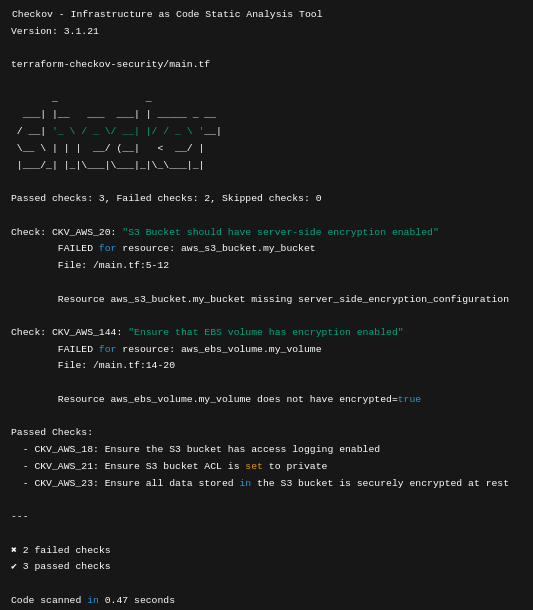 Checkov - Infrastructure as Code Static Analysis Tool
Version: 3.1.21
terraform-checkov-security/main.tf
       _               _
  ___| |__   ___  ___| | _____ _ __
 / __| '_ \ / _ \/ __| |/ / _ \ '__|
 \__ \ | | |  __/ (__|   <  __/ |
 |___/_| |_|\___|\___|_|\_\___|_|
Passed checks: 3, Failed checks: 2, Skipped checks: 0
Check: CKV_AWS_20: "S3 Bucket should have server-side encryption enabled"
        FAILED for resource: aws_s3_bucket.my_bucket
        File: /main.tf:5-12
        Resource aws_s3_bucket.my_bucket missing server_side_encryption_configuration
Check: CKV_AWS_144: "Ensure that EBS volume has encryption enabled"
        FAILED for resource: aws_ebs_volume.my_volume
        File: /main.tf:14-20
        Resource aws_ebs_volume.my_volume does not have encrypted=true
Passed Checks:
  - CKV_AWS_18: Ensure the S3 bucket has access logging enabled
  - CKV_AWS_21: Ensure S3 bucket ACL is set to private
  - CKV_AWS_23: Ensure all data stored in the S3 bucket is securely encrypted at rest
---
✖ 2 failed checks
✔ 3 passed checks
Code scanned in 0.47 seconds